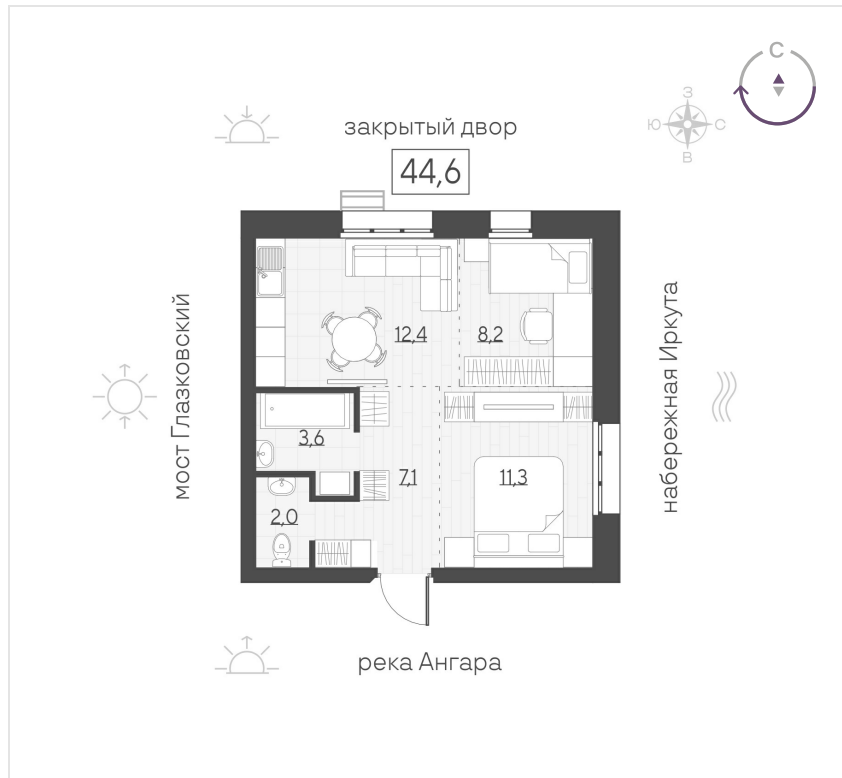 С
З
Ю
С
В
закрытый двор
44,6
мост Глазковский
набережная Иркута
12,4
8,2
3,6
7,1
11,3
2,0
река Ангара